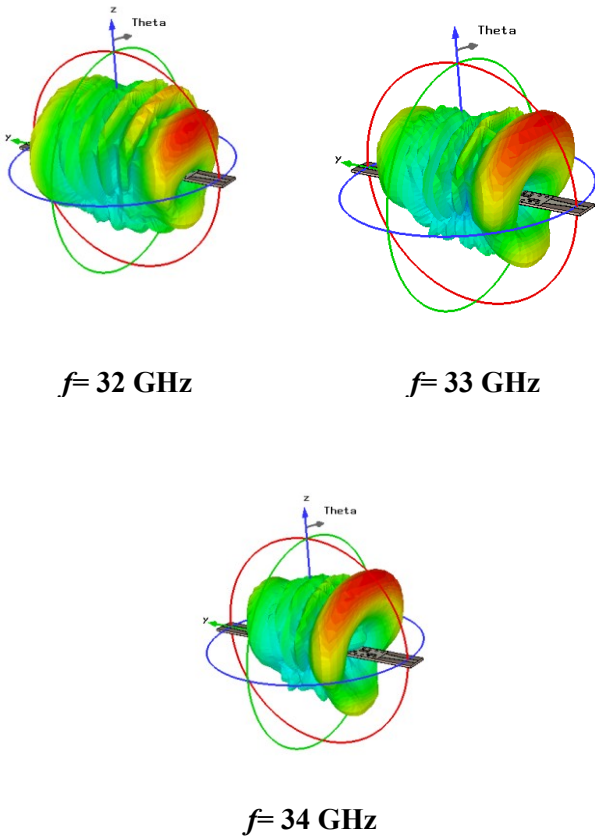 z
Theta
y
f= 32 GHz
z
Theta
y
f= 33 GHz
z
Theta
y
f= 34 GHz